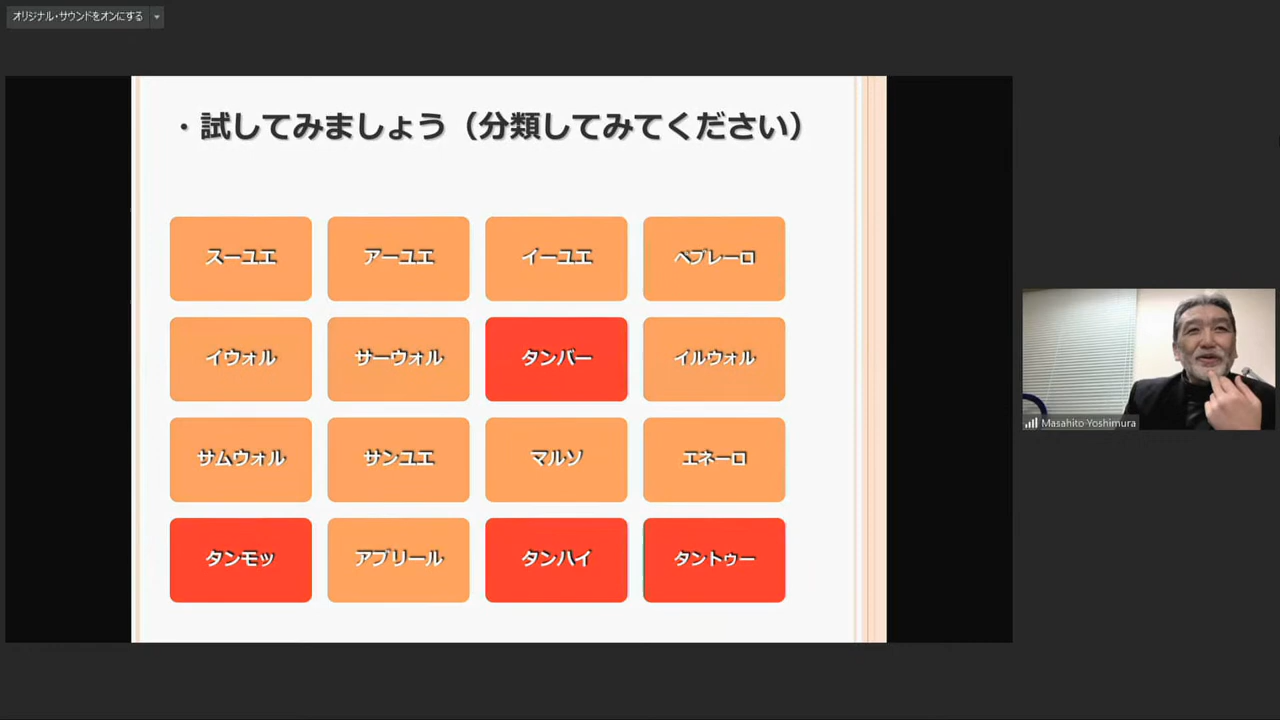 オリジナル・サウンドをオンにする
・試してみましょう（分類してみてください）
スーユエ
アーユエ
イーユエ
ペブレーロ
イウォル
サーウォル
タンバー
イルウォル
サムウォル
サンユエ
マルソ
エネーロ
タンモッ
アブリール
タンハイ
タントゥー
Masahito Yoshimura